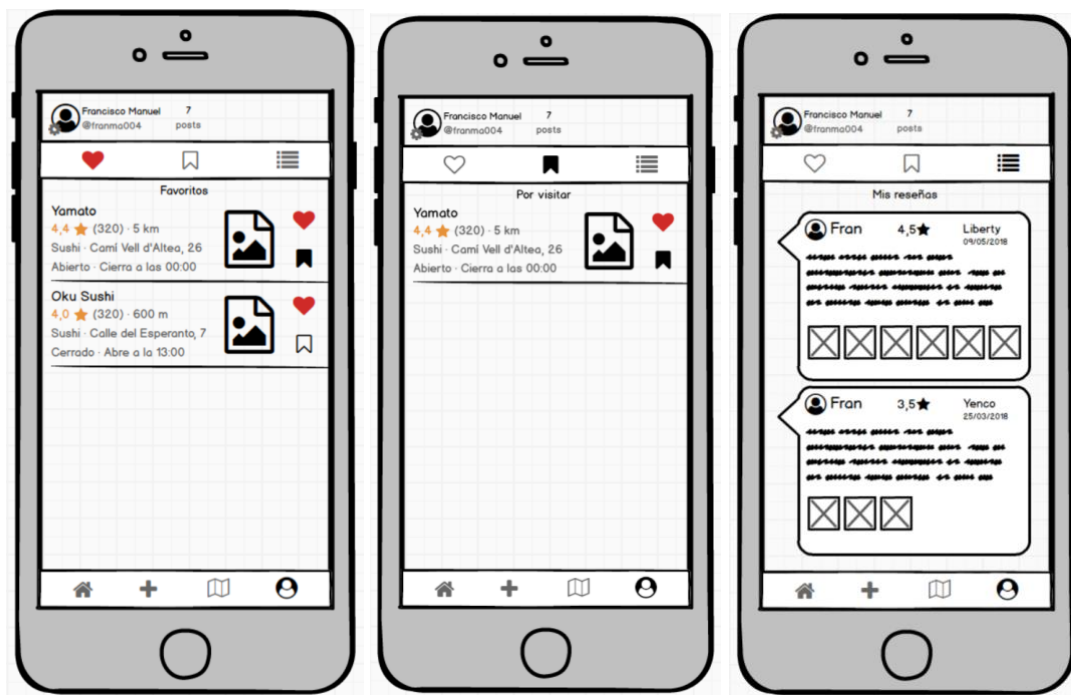 Francisco Manuel 7
@franma004 posts
Favoritos
Yamato
4,4 (320) · 5 km
Sushi · Camí Vell d'Altea, 26
Abierto · Cierra a las 00:00
Oku Sushi
4,0 (320) · 600 m
Sushi · Calle del Esperanto, 7
Cerrado · Abre a la 13:00
Francisco Manuel 7
@franma004 posts
Por visitar
Yamato
4,4 (320) · 5 km
Sushi · Camí Vell d'Altea, 26
Abierto · Cierra a las 00:00
Francisco Manuel 7
@franma004 posts
Mis reseñas
Fran 4,5 Liberty
09/05/2018
Fran 3,5 Yenco
25/03/2018